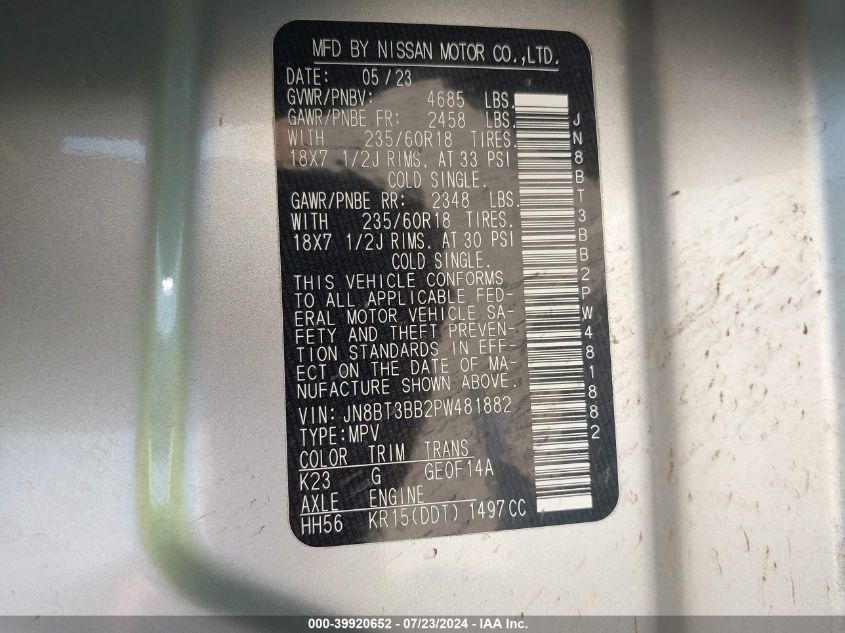 MFD BY NISSAN MOTOR CO.,LTD.
DATE: 05/23
GVWR/PNBV: 4685 LBS.
GAWR/PNBE FR: 2458 LBS.
WITH 235/60R18 TIRES.
18X7 1/2J RIMS. AT 33 PSI
COLD SINGLE.
GAWR/PNBE RR: 2348 LBS.
WITH 235/60R18 TIRES.
18X7 1/2J RIMS. AT 30 PSI
COLD SINGLE.
THIS VEHICLE CONFORMS
TO ALL APPLICABLE FED-
ERAL MOTOR VEHICLE SA-
FETY AND THEFT PREVEN-
TION STANDARDS IN EFF-
ECT ON THE DATE OF MA-
NUFACTURE SHOWN ABOVE.
VIN: JN8BT3BB2PW481882
TYPE:MPV
COLOR TRIM TRANS
K23 G GE0F14A
AXLE ENGINE
HH56 KR15(DDT) 1497CC
JN8BT3BB2PW481882
000-39920652 - 07/23/2024 - IAA Inc.